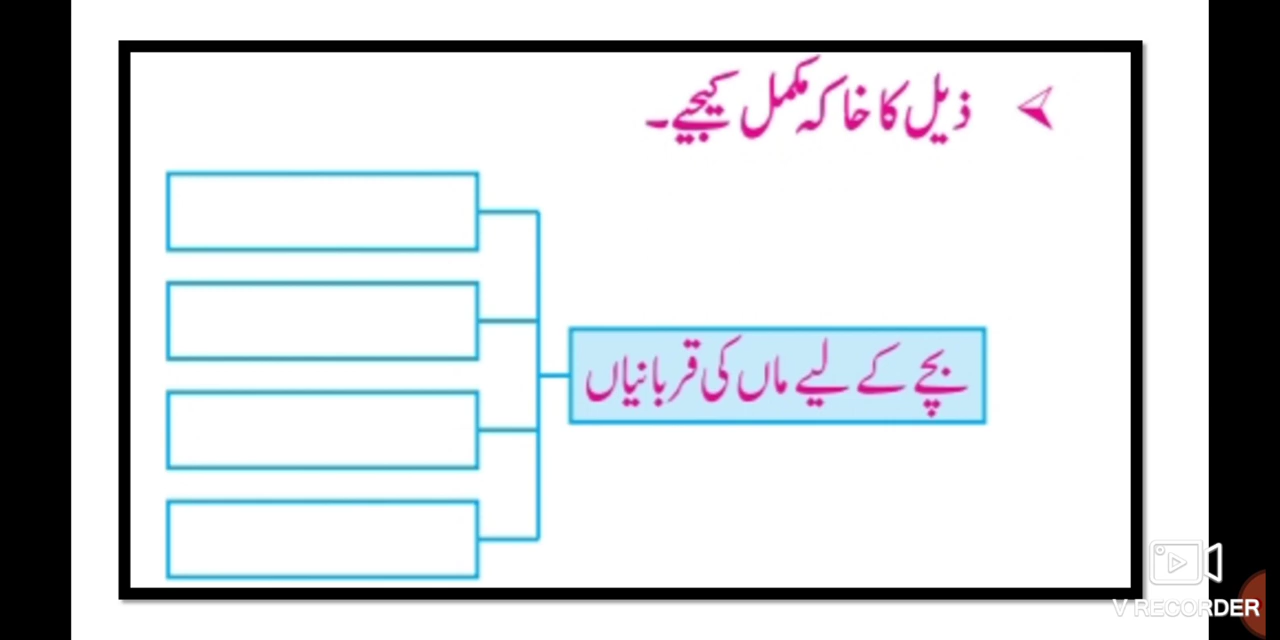 ذیل کا خاکہ مکمل کیجیے۔
بچے کے لیے ماں کی قربانیاں
V RECORDER